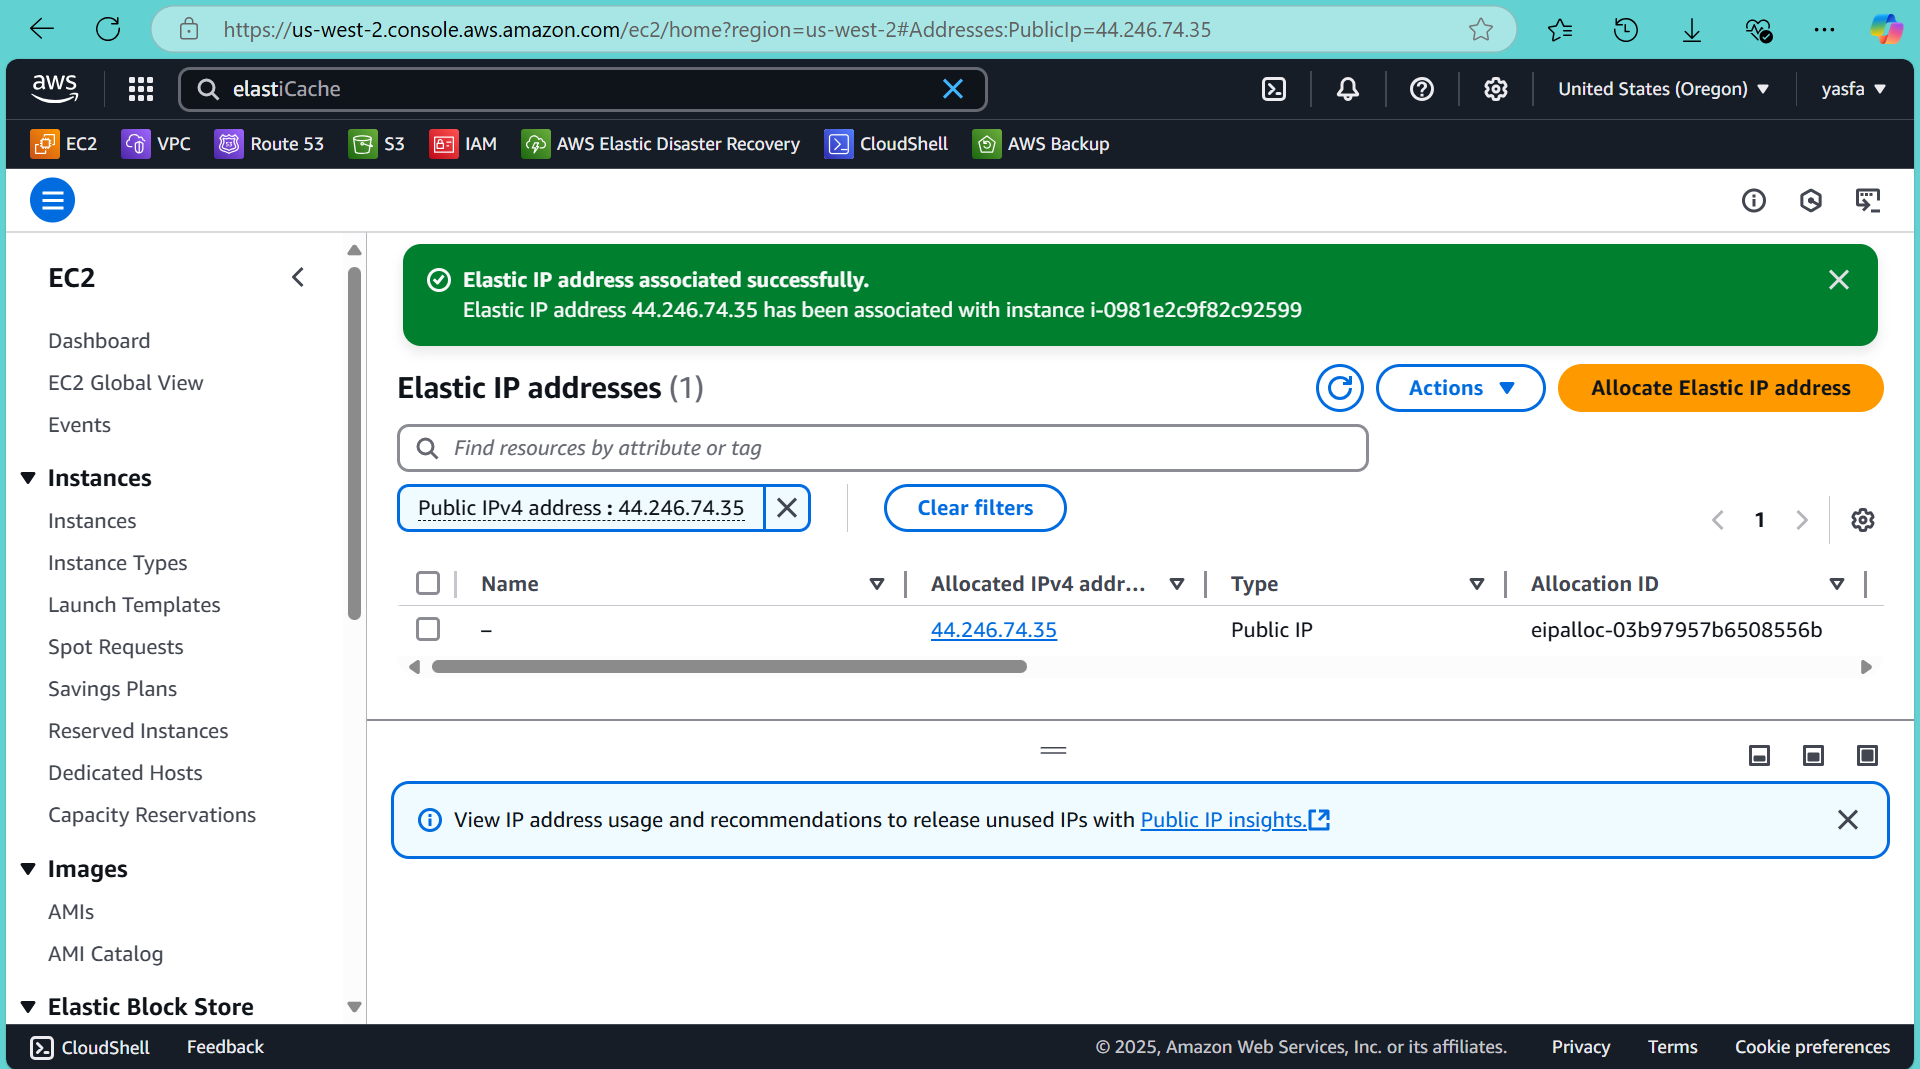 https://us-west-2.console.aws.amazon.com/ec2/home?region=us-west-2#Addresses:PublicIp=44.246.74.35
aws
elastiCache
United States (Oregon)
yasfa
EC2
VPC
Route 53
S3
IAM
AWS Elastic Disaster Recovery
CloudShell
AWS Backup
EC2
Dashboard
EC2 Global View
Events
Instances
Instances
Instance Types
Launch Templates
Spot Requests
Savings Plans
Reserved Instances
Dedicated Hosts
Capacity Reservations
Images
AMIs
AMI Catalog
Elastic Block Store
Elastic IP address associated successfully.
Elastic IP address 44.246.74.35 has been associated with instance i-0981e2c9f82c92599
Elastic IP addresses (1)
Actions
Allocate Elastic IP address
Find resources by attribute or tag
Public IPv4 address : 44.246.74.35
Clear filters
1
Name
Allocated IPv4 addr...
Type
Allocation ID
–
44.246.74.35
Public IP
eipalloc-03b97957b6508556b
View IP address usage and recommendations to release unused IPs with Public IP insights.
CloudShell
Feedback
© 2025, Amazon Web Services, Inc. or its affiliates.
Privacy
Terms
Cookie preferences